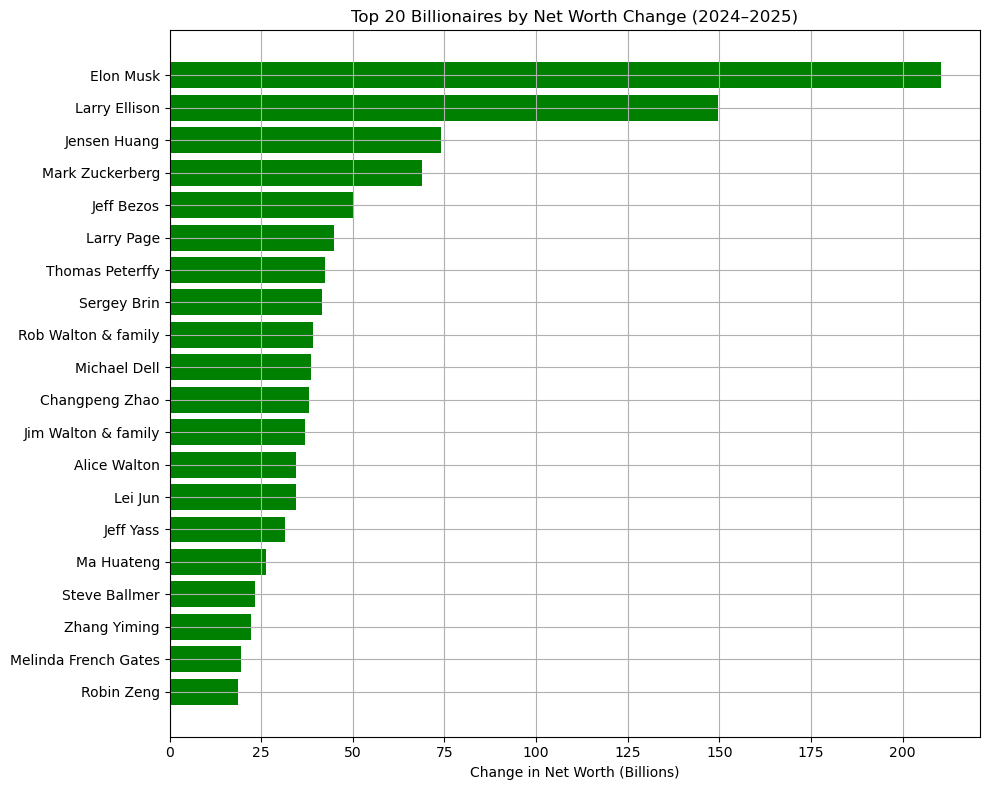 Top 20 Billionaires by Net Worth Change (2024–2025)
Elon Musk
Larry Ellison
Jensen Huang
Mark Zuckerberg
Jeff Bezos
Larry Page
Thomas Peterffy
Sergey Brin
Rob Walton & family
Michael Dell
Changpeng Zhao
Jim Walton & family
Alice Walton
Lei Jun
Jeff Yass
Ma Huateng
Steve Ballmer
Zhang Yiming
Melinda French Gates
Robin Zeng
0 25 50 75 100 125 150 175 200
Change in Net Worth (Billions)